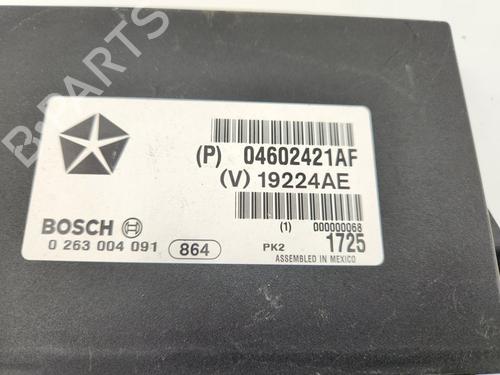 B-PARTS
(P) 04602421AF
(V) 19224AE
(1) 000000068
BOSCH
0 263 004 091 864
PK2 1725
ASSEMBLED IN MEXICO